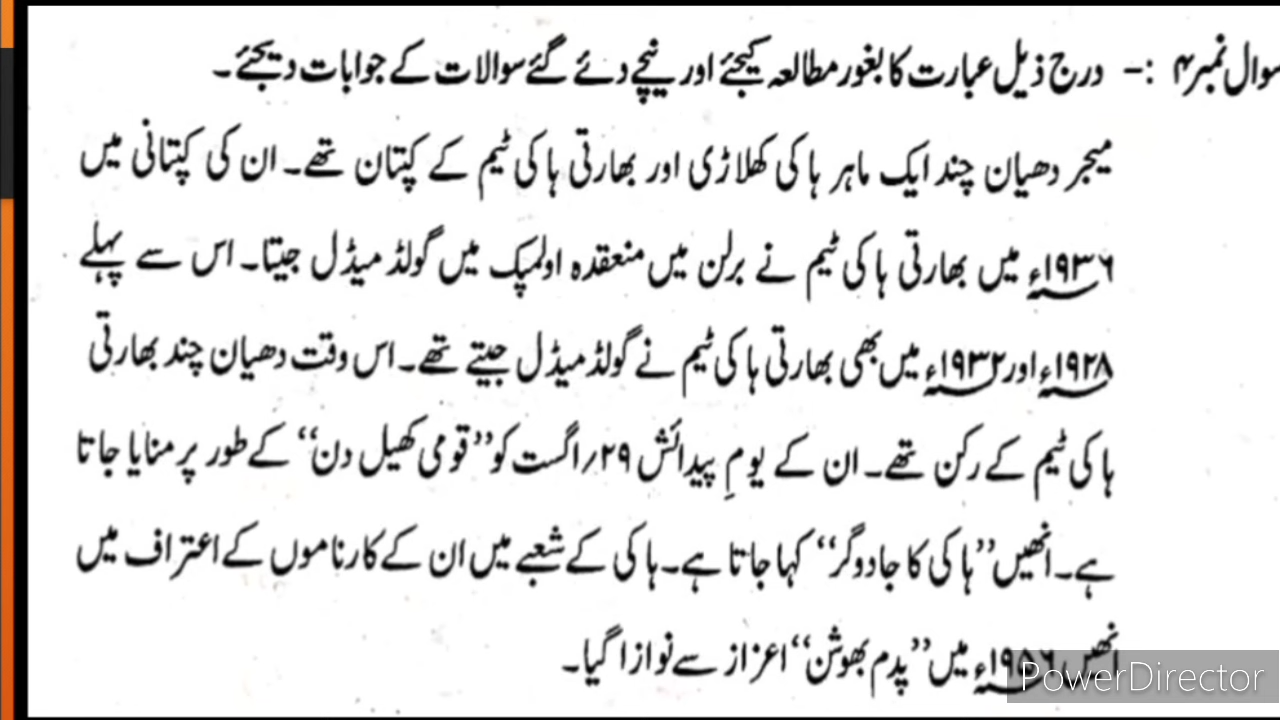 سوال نمبر ۴ :- درج ذیل عبارت کا بغور مطالعہ کیجئے اور نیچے دئے گئے سوالات کے جوابات دیجئے۔
میجر دھیان چند ایک ماہر ہاکی کھلاڑی اور بھارتی ہاکی ٹیم کے کپتان تھے۔ ان کی کپتانی میں
۱۹۳۶ء میں بھارتی ہاکی ٹیم نے برلن میں منعقدہ اولمپک میں گولڈ میڈل جیتا۔ اس سے پہلے
۱۹۲۸ء اور ۱۹۳۲ء میں بھی بھارتی ہاکی ٹیم نے گولڈ میڈل جیتے تھے۔ اس وقت دھیان چند بھارتی
ہاکی ٹیم کے رکن تھے۔ ان کے یومِ پیدائش ۲۹؍اگست کو ”قومی کھیل دن“ کے طور پر منایا جاتا
ہے۔ انھیں ”ہاکی کا جادوگر“ کہا جاتا ہے۔ ہاکی کے شعبے میں ان کے کارناموں کے اعتراف میں
انھیں ۱۹۵۶ء میں ”پدم بھوشن“ اعزاز سے نوازا گیا۔
PowerDirector